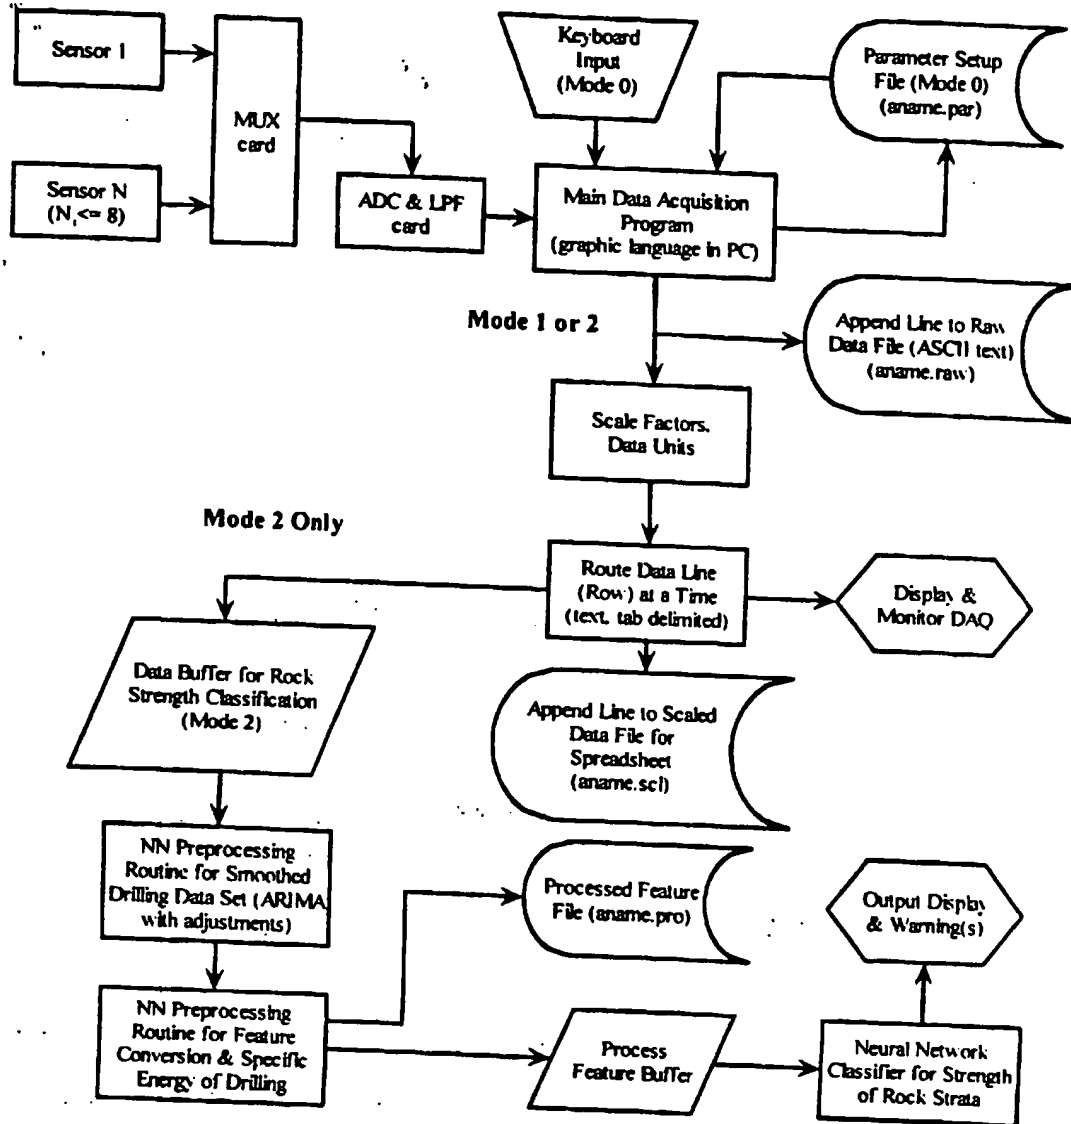 Sensor 1
MUX
card
Sensor N
(N, <= 8)
ADC & LPF
card
Keyboard
Input
(Mode 0)
Parameter Setup
File (Mode 0)
(aname.par)
Main Data Acquisition
Program
(graphic language in PC)
Mode 1 or 2
Append Line to Raw
Data File (ASCII text)
(aname.raw)
Scale Factors,
Data Units
Mode 2 Only
Route Data Line
(Row) at a Time
(text, tab delimited)
Display &
Monitor DAQ
Data Buffer for Rock
Strength Classification
(Mode 2)
Append Line to Scaled
Data File for
Spreadsheet
(aname.scl)
NN Preprocessing
Routine for Smoothed
Drilling Data Set (ARIMA
with adjustments)
Processed Feature
File (aname.pro)
Output Display
& Warning(s)
NN Preprocessing
Routine for Feature
Conversion & Specific
Energy of Drilling
Process
Feature Buffer
Neural Network
Classifier for Strength
of Rock Strata